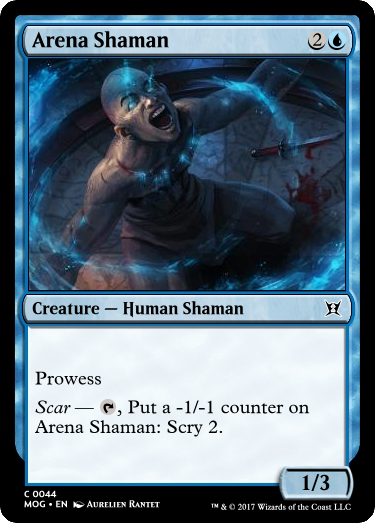 Arena Shaman 2
Creature — Human Shaman
Prowess
Scar — , Put a -1/-1 counter on
Arena Shaman: Scry 2.
1/3
C 0044
MOG • EN Aurelien Rantet
™ & © 2017 Wizards of the Coast LLC